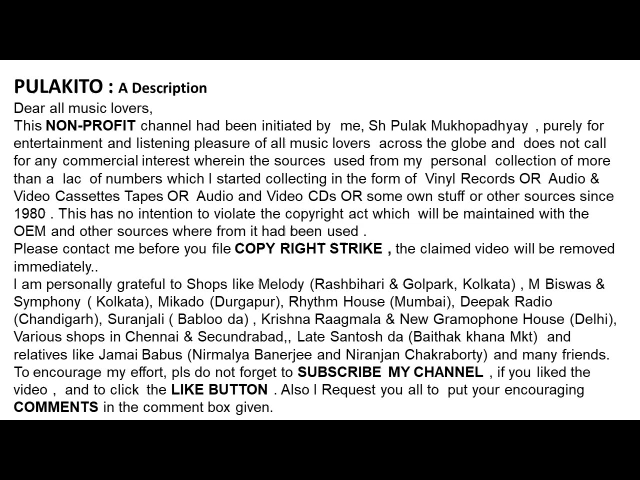 PULAKITO : A Description
Dear all music lovers,
This NON-PROFIT channel had been initiated by me, Sh Pulak Mukhopadhyay , purely for
entertainment and listening pleasure of all music lovers across the globe and does not call
for any commercial interest wherein the sources used from my personal collection of more
than a lac of numbers which I started collecting in the form of Vinyl Records OR Audio &
Video Cassettes Tapes OR Audio and Video CDs OR some own stuff or other sources since
1980 . This has no intention to violate the copyright act which will be maintained with the
OEM and other sources where from it had been used .
Please contact me before you file COPY RIGHT STRIKE , the claimed video will be removed
immediately..
I am personally grateful to Shops like Melody (Rashbihari & Golpark, Kolkata) , M Biswas &
Symphony ( Kolkata), Mikado (Durgapur), Rhythm House (Mumbai), Deepak Radio
(Chandigarh), Suranjali ( Babloo da) , Krishna Raagmala & New Gramophone House (Delhi),
Various shops in Chennai & Secundrabad,, Late Santosh da (Baithak khana Mkt) and
relatives like Jamai Babus (Nirmalya Banerjee and Niranjan Chakraborty) and many friends.
To encourage my effort, pls do not forget to SUBSCRIBE MY CHANNEL , if you liked the
video , and to click the LIKE BUTTON . Also I Request you all to put your encouraging
COMMENTS in the comment box given.